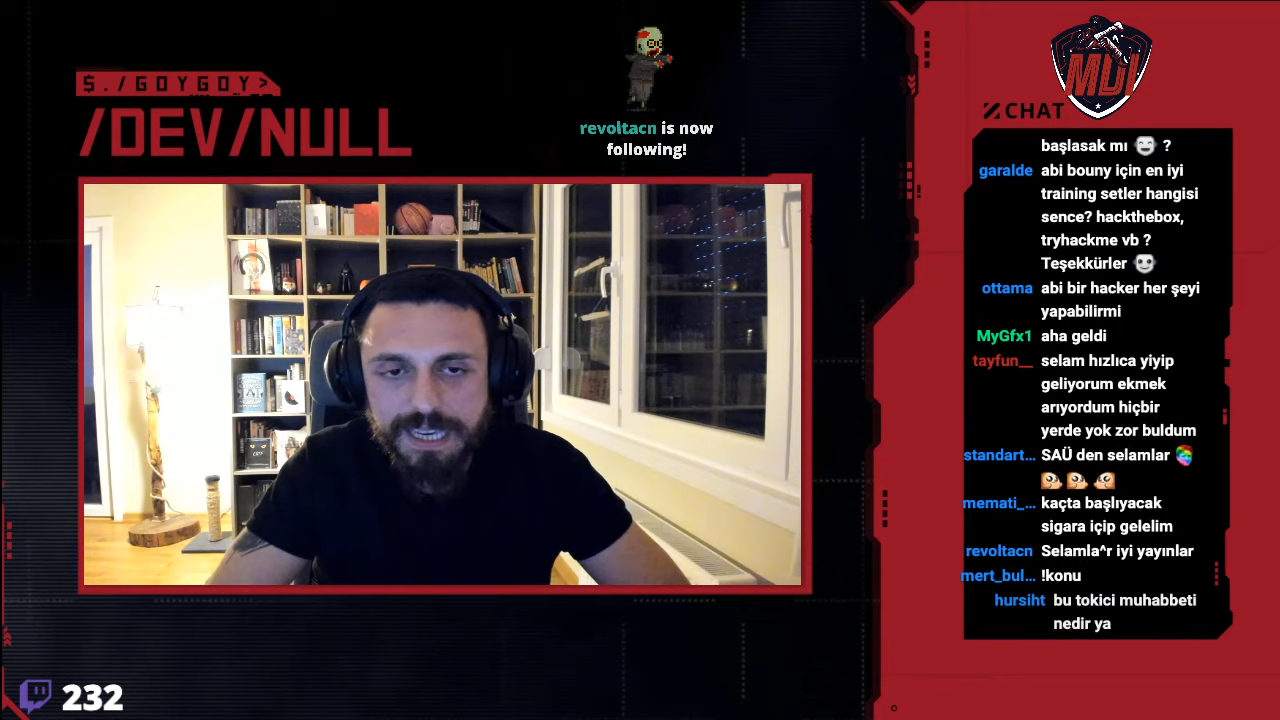 $./GOYGOY>
/DEV/NULL
revoltacn is now
following!
MDI
CHAT
başlasak mı ?
garalde abi bouny için en iyi
training setler hangisi
sence? hackthebox,
tryhackme vb ?
Teşekkürler
ottama abi bir hacker her şeyi
yapabilirmi
MyGfx1 aha geldi
tayfun__ selam hızlıca yiyip
geliyorum ekmek
arıyordum hiçbir
yerde yok zor buldum
standart... SAÜ den selamlar
memati_... kaçta başlıyacak
sigara içip gelelim
revoltacn Selamla^r iyi yayınlar
mert_bul... !konu
hursiht bu tokici muhabbeti
nedir ya
232